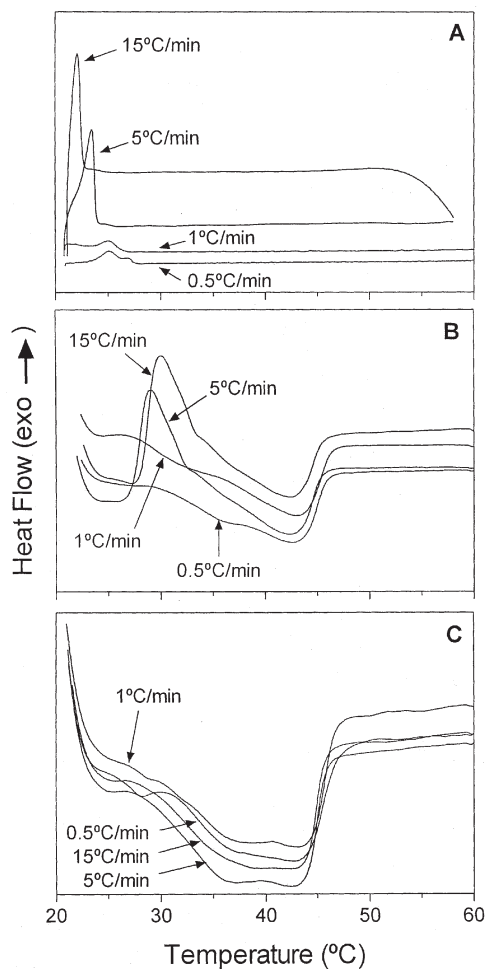 A
15ºC/min
5ºC/min
1ºC/min
0.5ºC/min
B
15ºC/min
5ºC/min
1ºC/min
0.5ºC/min
C
1ºC/min
0.5ºC/min
15ºC/min
5ºC/min
20 30 40 50 60
Temperature (ºC)
Heat Flow (exo )